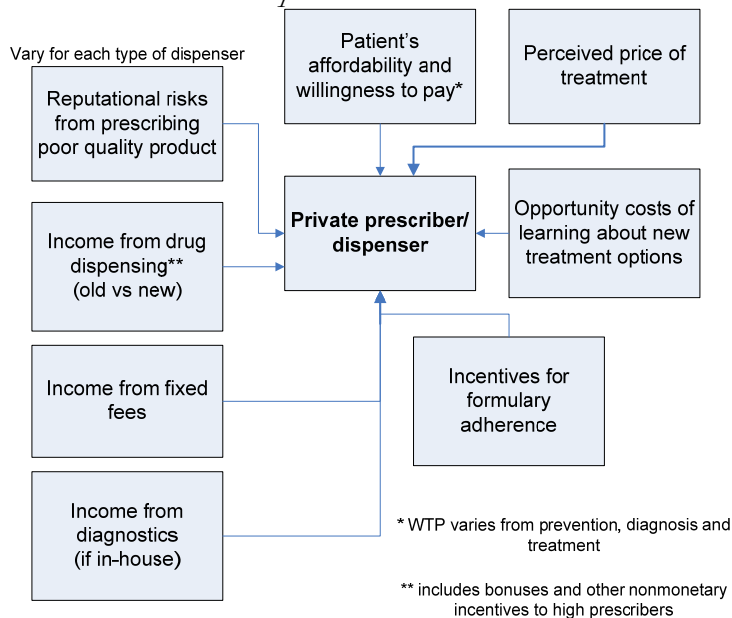 Vary for each type of dispenser
Patient's
affordability and
willingness to pay*
Perceived price of
treatment
Reputational risks
from prescribing
poor quality product
Private prescriber/
dispenser
Opportunity costs of
learning about new
treatment options
Income from drug
dispensing**
(old vs new)
Income from fixed
fees
Incentives for
formulary
adherence
Income from
diagnostics
(if in-house)
* WTP varies from prevention, diagnosis and
treatment
** includes bonuses and other nonmonetary
incentives to high prescribers